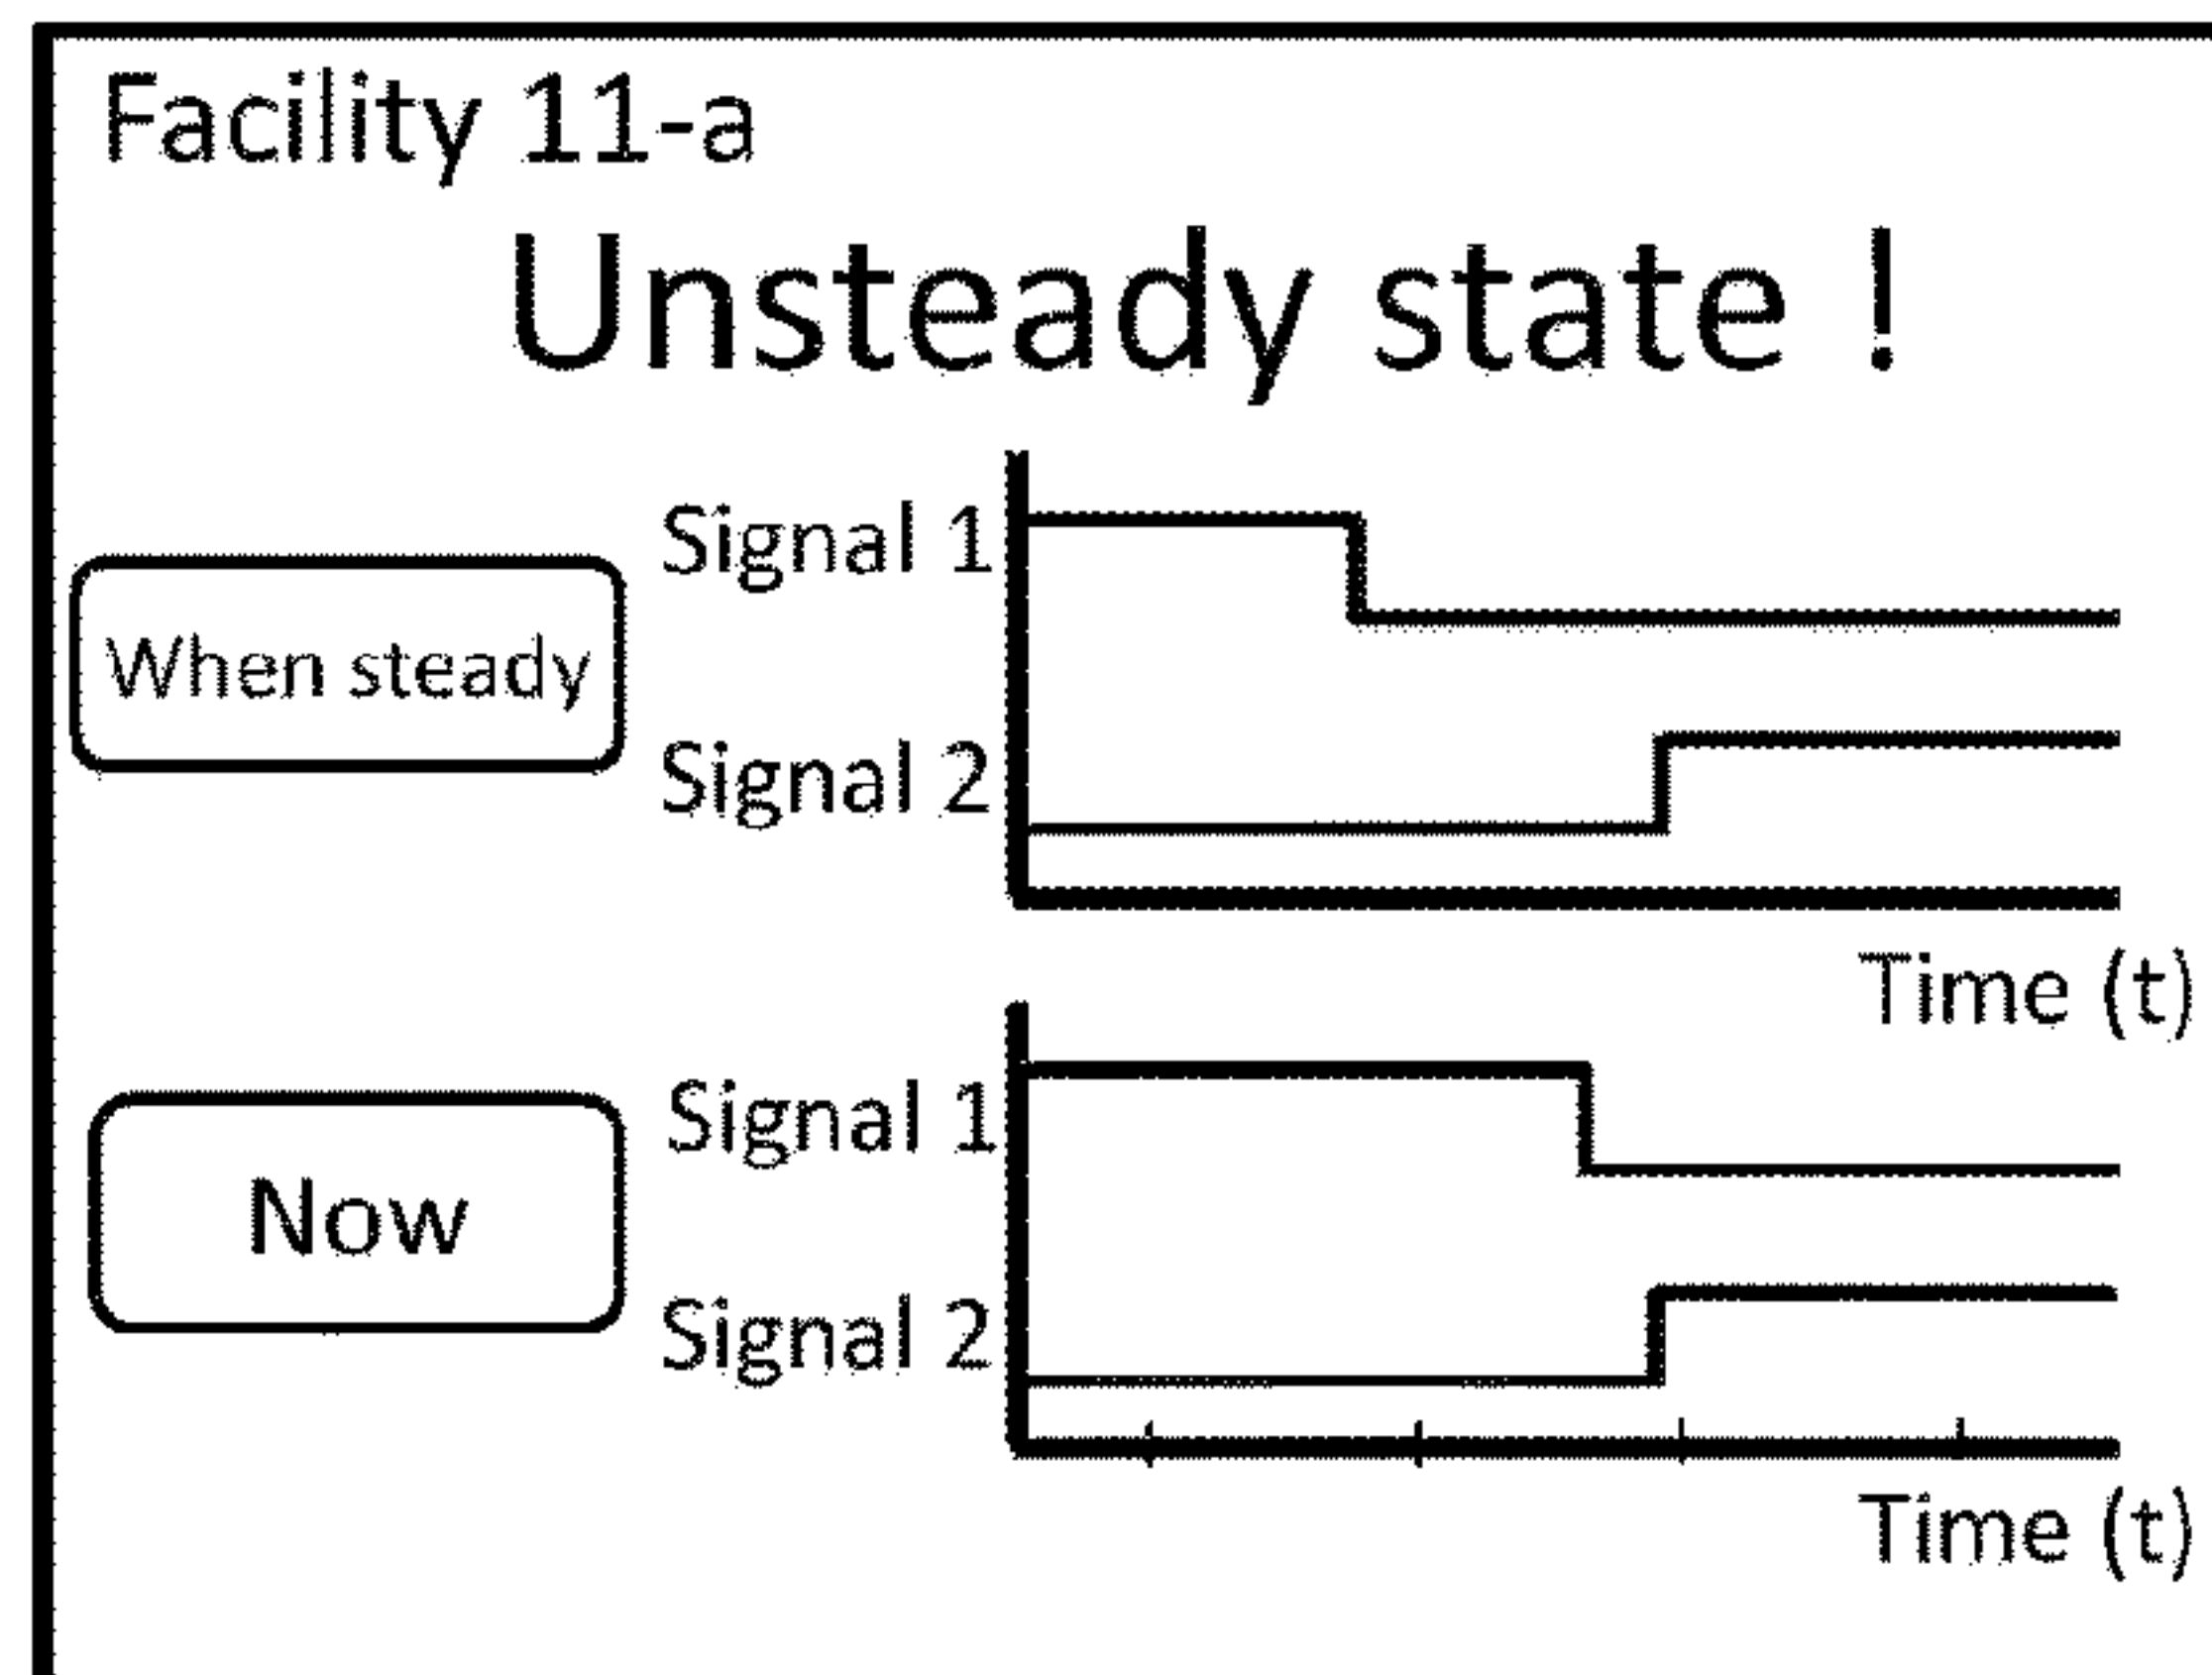 Facility 11-a
Unsteady state !
Signal 1
When steady
Signal 2
Time (t)
Signal 1
Now
Signal 2
Time (t)